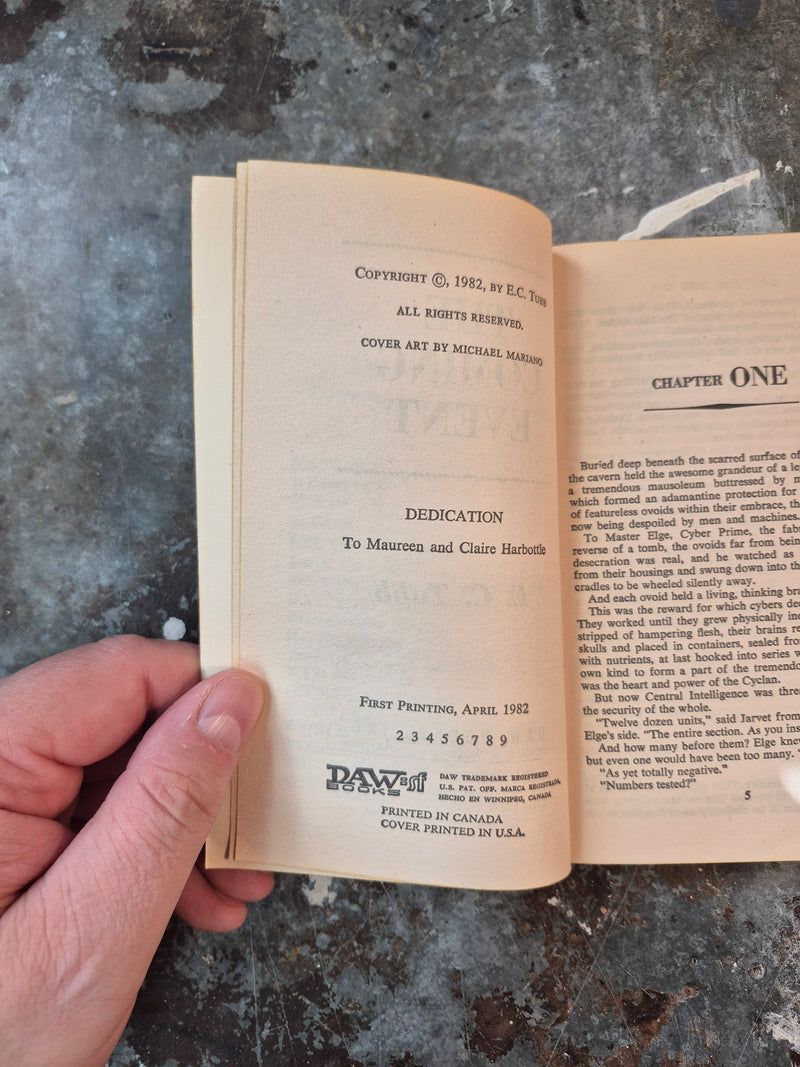 COPYRIGHT ©, 1982, BY E.C. TUBB
ALL RIGHTS RESERVED.
COVER ART BY MICHAEL MARIANO
DEDICATION
To Maureen and Claire Harbottle
FIRST PRINTING, APRIL 1982
2 3 4 5 6 7 8 9
DAW sf
BOOKS
DAW TRADEMARK REGISTERED
U.S. PAT. OFF. MARCA REGISTRADA,
HECHO EN WINNIPEG, CANADA
PRINTED IN CANADA
COVER PRINTED IN U.S.A.
CHAPTER ONE
Buried deep beneath the scarred surface of
the cavern held the awesome grandeur of a
a tremendous mausoleum buttressed by
which formed an adamantine protection for
of featureless ovoids within their embrace,
now being despoiled by men and machines.
To Master Elge, Cyber Prime, the
reverse of a tomb, the ovoids far from
desecration was real, and he watched as
from their housings and swung down into
cradles to be wheeled silently away.
And each ovoid held a living, thinking
This was the reward for which cybers
They worked until they grew physically
stripped of hampering flesh, their brains
skulls and placed in containers, sealed
with nutrients, at last hooked into series
own kind to form a part of the
was the heart and power of the Cyclan.
But now Central Intelligence was
the security of the whole.
"Twelve dozen units," said Jarvet from
Elge's side. "The entire section. As you
And how many before them? Elge
but even one would have been too many.
"As yet totally negative."
"Numbers tested?"
5